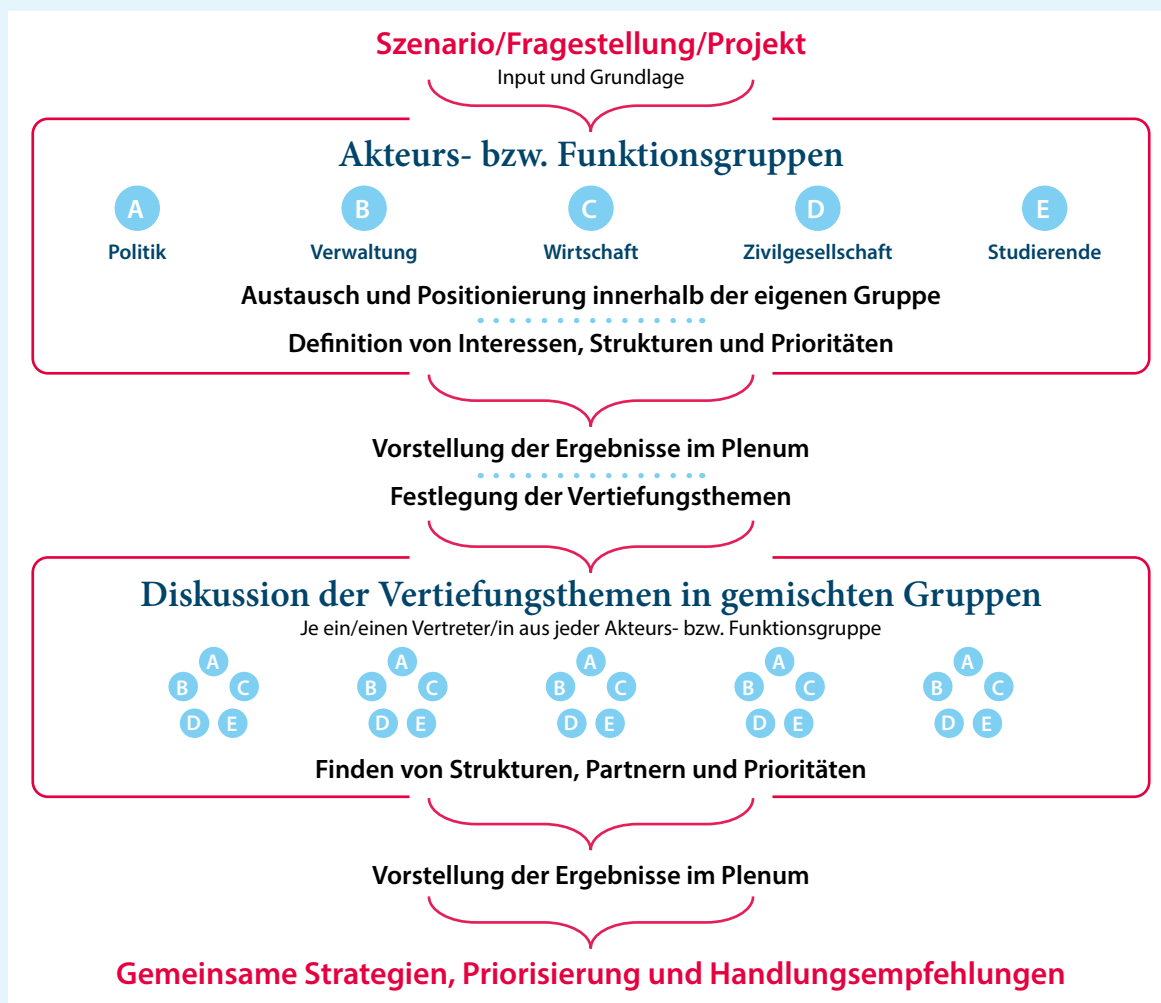 Szenario/Fragestellung/Projekt
Input und Grundlage
Akteurs- bzw. Funktionsgruppen
A B C D E
Politik Verwaltung Wirtschaft Zivilgesellschaft Studierende
Austausch und Positionierung innerhalb der eigenen Gruppe
Definition von Interessen, Strukturen und Prioritäten
Vorstellung der Ergebnisse im Plenum
Festlegung der Vertiefungsthemen
Diskussion der Vertiefungsthemen in gemischten Gruppen
Je ein/einen Vertreter/in aus jeder Akteurs- bzw. Funktionsgruppe
A A A A A
B C B C B C B C B C
D E D E D E D E D E
Finden von Strukturen, Partnern und Prioritäten
Vorstellung der Ergebnisse im Plenum
Gemeinsame Strategien, Priorisierung und Handlungsempfehlungen